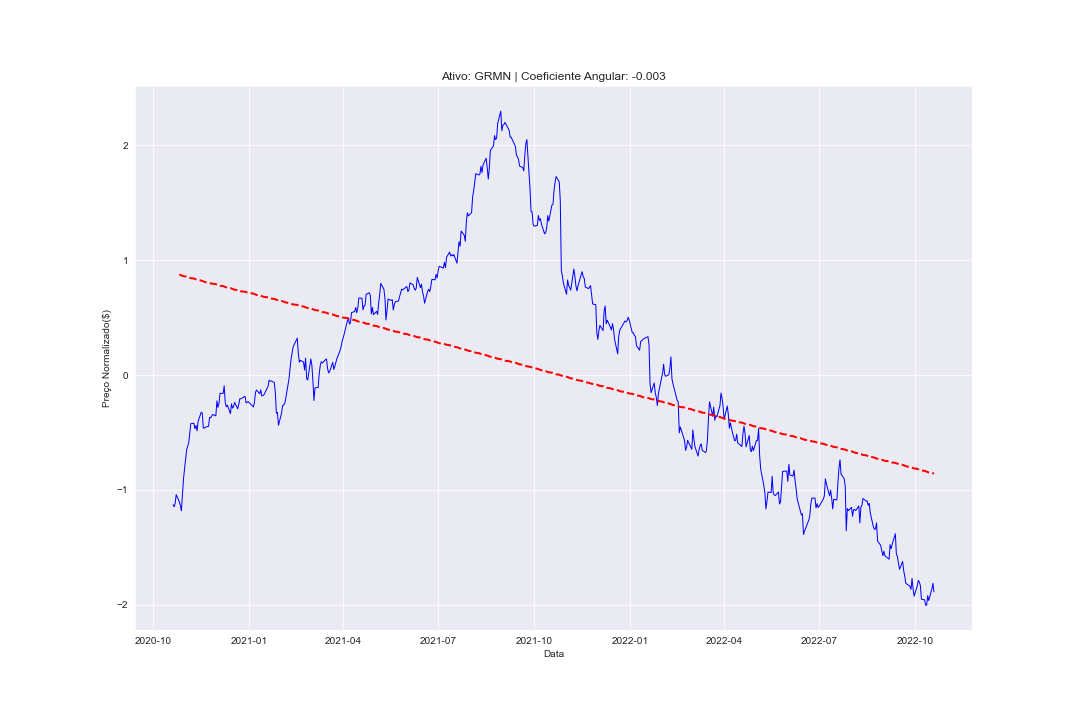 Ativo: GRMN | Coeficiente Angular: -0.003
Preço Normalizado($)
2
1
0
−1
−2
2020-10 2021-01 2021-04 2021-07 2021-10 2022-01 2022-04 2022-07 2022-10
Data